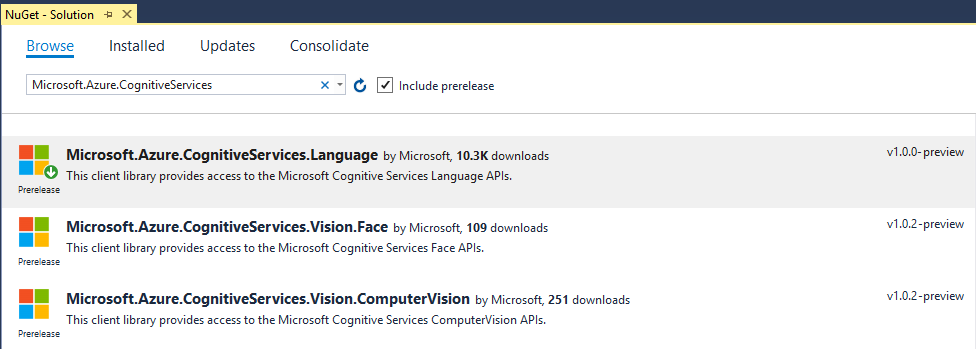 NuGet - Solution
Browse Installed Updates Consolidate
Microsoft.Azure.CognitiveServices Include prerelease
Microsoft.Azure.CognitiveServices.Language by Microsoft, 10.3K downloads v1.0.0-preview
This client library provides access to the Microsoft Cognitive Services Language APIs.
Prerelease
Microsoft.Azure.CognitiveServices.Vision.Face by Microsoft, 109 downloads v1.0.2-preview
This client library provides access to the Microsoft Cognitive Services Face APIs.
Prerelease
Microsoft.Azure.CognitiveServices.Vision.ComputerVision by Microsoft, 251 downloads v1.0.2-preview
This client library provides access to the Microsoft Cognitive Services ComputerVision APIs.
Prerelease